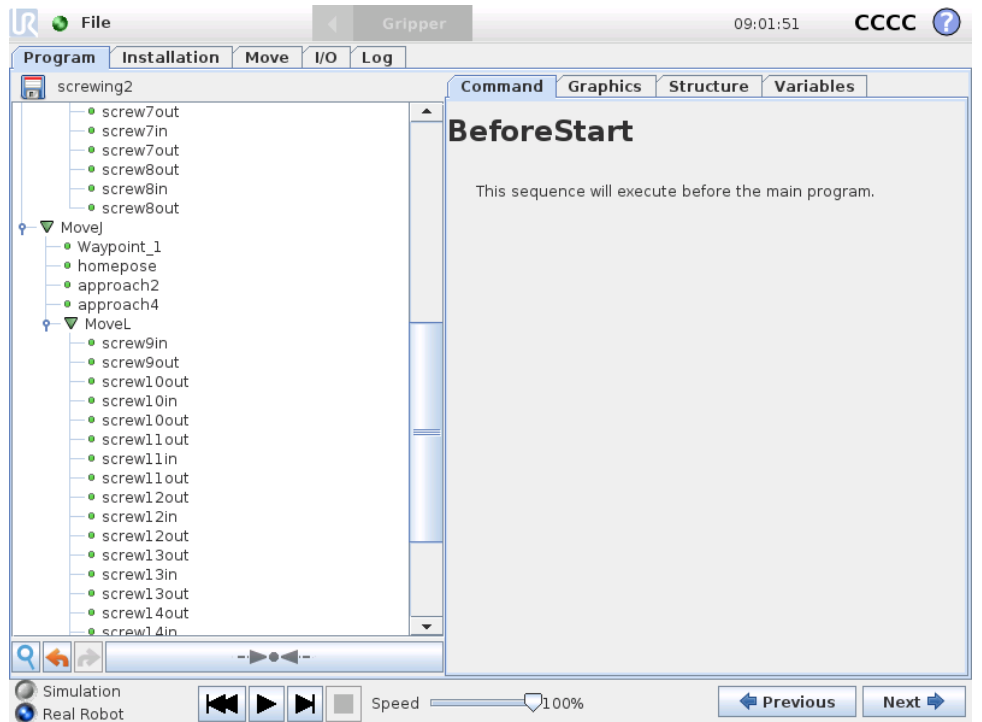 UR File Gripper 09:01:51 CCCC ?
Program Installation Move I/O Log
screwing2
Command Graphics Structure Variables
screw7out
screw7in
screw7out
screw8out
screw8in
screw8out
MoveJ
Waypoint_1
homepose
approach2
approach4
MoveL
screw9in
screw9out
screw10out
screw10in
screw10out
screw11out
screw11in
screw11out
screw12out
screw12in
screw12out
screw13out
screw13in
screw13out
screw14out
screw14in
BeforeStart
This sequence will execute before the main program.
Simulation
Real Robot
Speed 100%
Previous Next